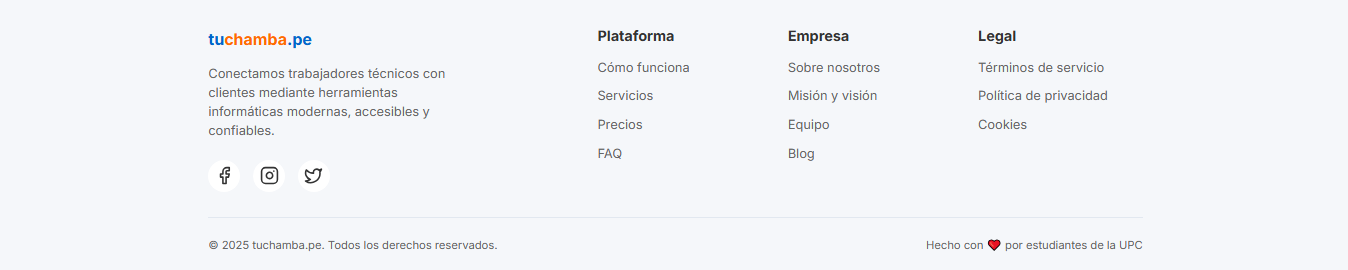 tuchamba.pe
Conectamos trabajadores técnicos con
clientes mediante herramientas
informáticas modernas, accesibles y
confiables.
Plataforma
Cómo funciona
Servicios
Precios
FAQ
Empresa
Sobre nosotros
Misión y visión
Equipo
Blog
Legal
Términos de servicio
Política de privacidad
Cookies
© 2025 tuchamba.pe. Todos los derechos reservados.
Hecho con ❤️ por estudiantes de la UPC